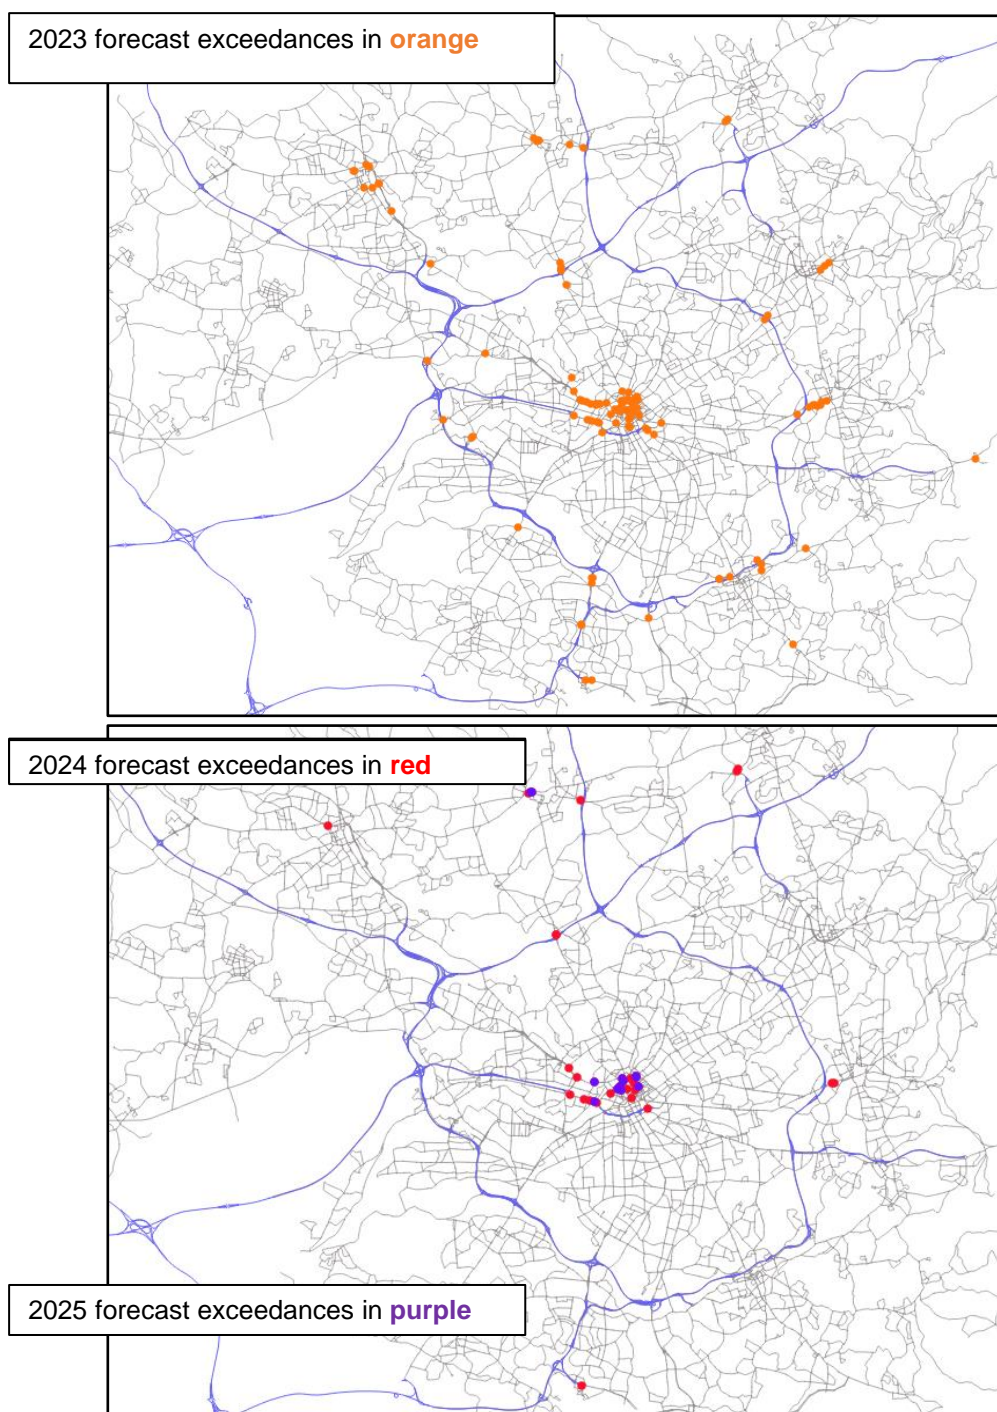 2023 forecast exceedances in orange
2024 forecast exceedances in red
2025 forecast exceedances in purple